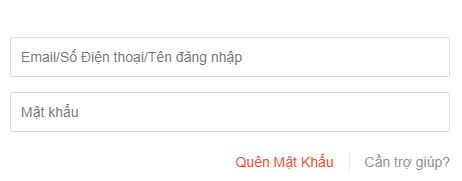 Email/Số Điện thoại/Tên đăng nhập
Mật khẩu
Quên Mật Khẩu Cần trợ giúp?